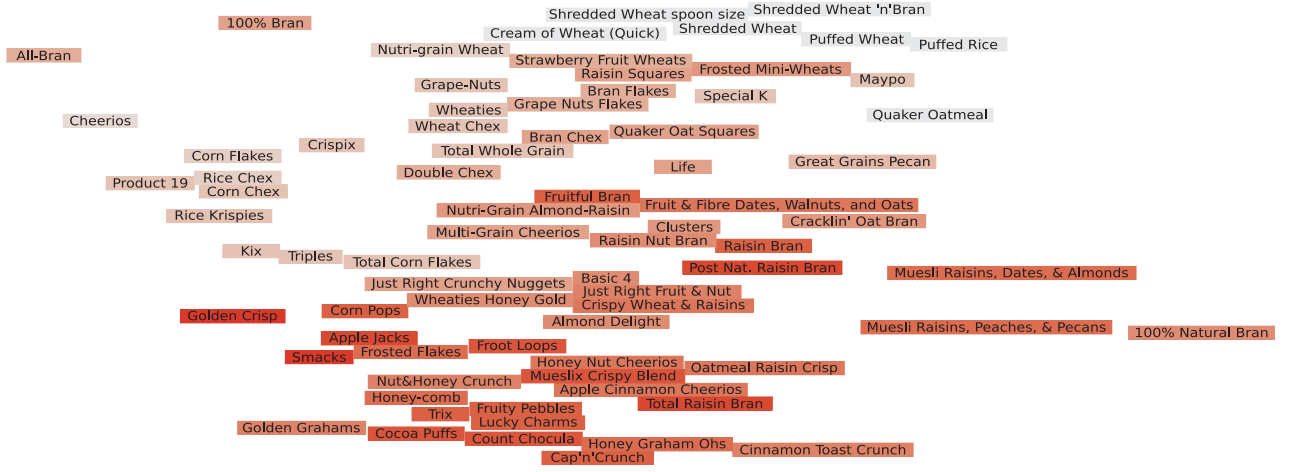 Shredded Wheat spoon size
Shredded Wheat 'n'Bran
100% Bran
Cream of Wheat (Quick)
Shredded Wheat
Puffed Wheat
Puffed Rice
All-Bran
Nutri-grain Wheat
Strawberry Fruit Wheats
Raisin Squares
Frosted Mini-Wheats
Maypo
Grape-Nuts
Bran Flakes
Special K
Wheaties
Grape Nuts Flakes
Quaker Oatmeal
Cheerios
Wheat Chex
Bran Chex
Quaker Oat Squares
Crispix
Total Whole Grain
Corn Flakes
Life
Great Grains Pecan
Double Chex
Product 19
Rice Chex
Corn Chex
Fruitful Bran
Fruit & Fibre Dates, Walnuts, and Oats
Nutri-Grain Almond-Raisin
Rice Krispies
Cracklin' Oat Bran
Multi-Grain Cheerios
Clusters
Raisin Nut Bran
Raisin Bran
Kix
Triples
Total Corn Flakes
Post Nat. Raisin Bran
Muesli Raisins, Dates, & Almonds
Just Right Crunchy Nuggets
Basic 4
Just Right Fruit & Nut
Wheaties Honey Gold
Crispy Wheat & Raisins
Golden Crisp
Corn Pops
Almond Delight
Muesli Raisins, Peaches, & Pecans
100% Natural Bran
Apple Jacks
Froot Loops
Smacks
Frosted Flakes
Honey Nut Cheerios
Oatmeal Raisin Crisp
Nut&Honey Crunch
Mueslix Crispy Blend
Apple Cinnamon Cheerios
Honey-comb
Total Raisin Bran
Trix
Fruity Pebbles
Lucky Charms
Golden Grahams
Cocoa Puffs
Count Chocula
Honey Graham Ohs
Cinnamon Toast Crunch
Cap'n'Crunch